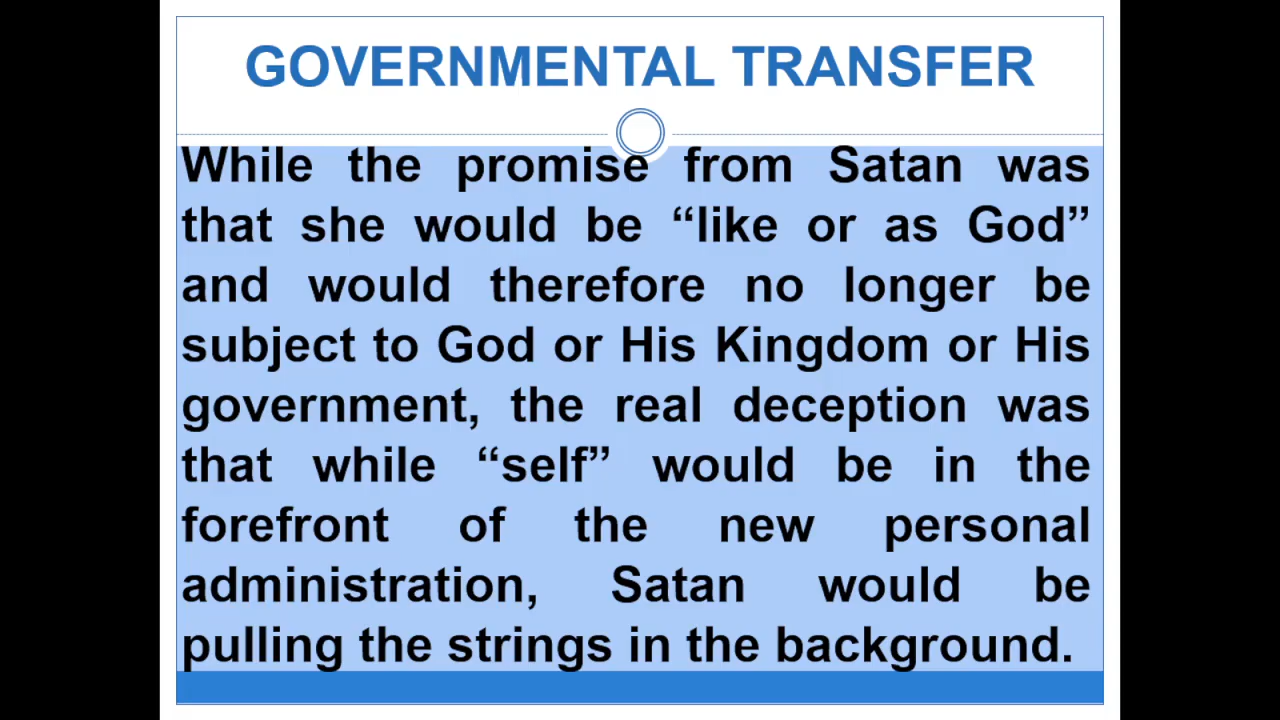 GOVERNMENTAL TRANSFER
While the promise from Satan was
that she would be “like or as God”
and would therefore no longer be
subject to God or His Kingdom or His
government, the real deception was
that while “self” would be in the
forefront of the new personal
administration, Satan would be
pulling the strings in the background.